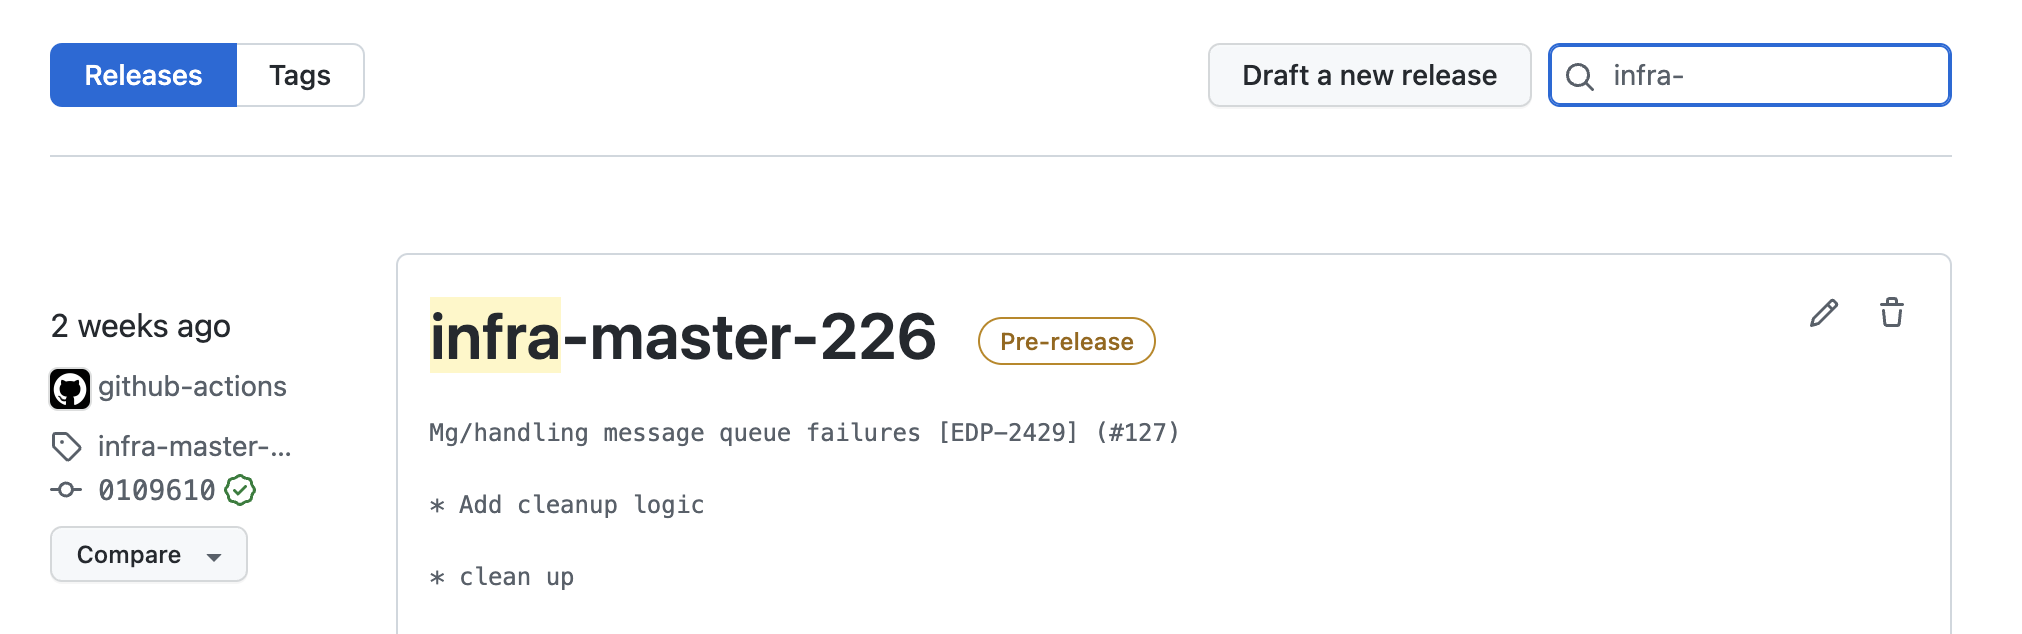 Releases
Tags
Draft a new release
infra-
2 weeks ago
github-actions
infra-master-...
0109610
Compare
infra-master-226
Pre-release
Mg/handling message queue failures [EDP-2429] (#127)
* Add cleanup logic
* clean up